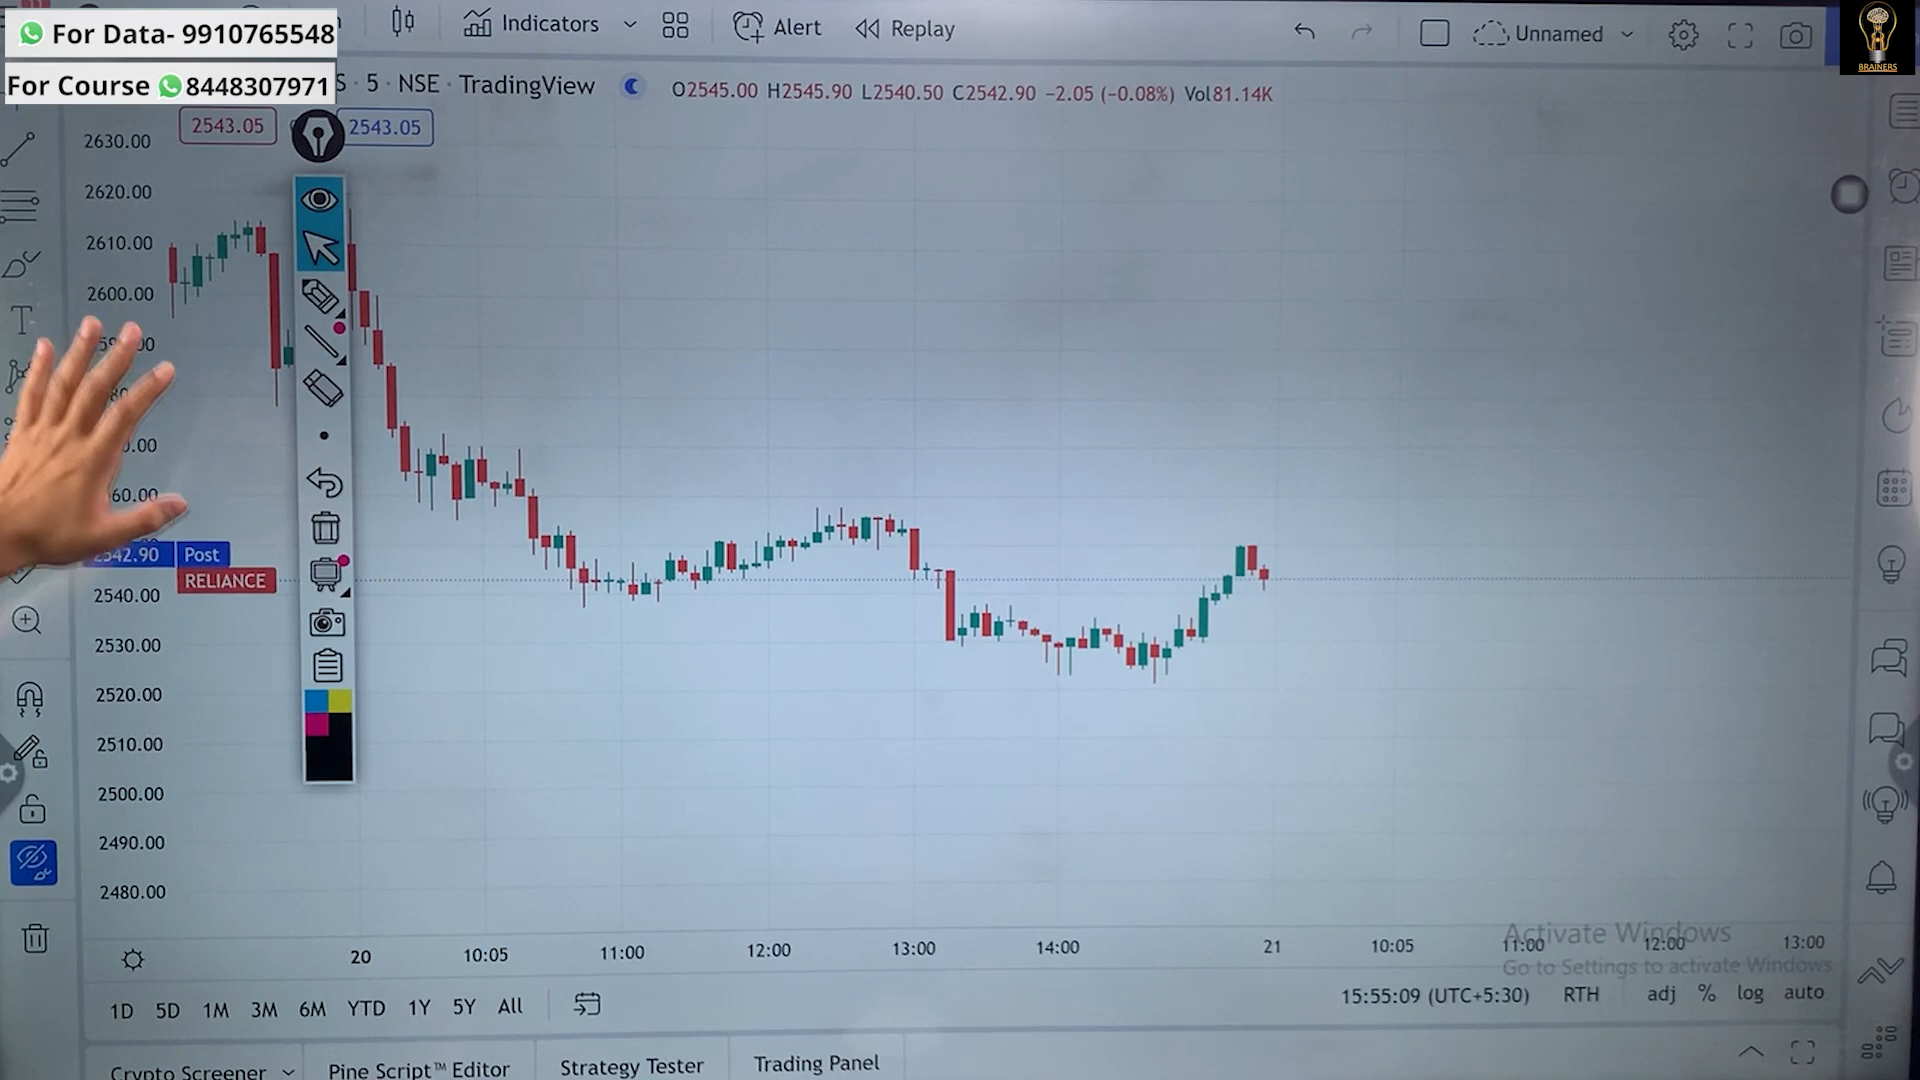 For Data- 9910765548
For Course 8448307971
Indicators
Alert
Replay
Unnamed
BRAINERS
S · 5 · NSE · TradingView
O2545.00 H2545.90 L2540.50 C2542.90 −2.05 (−0.08%) Vol81.14K
2543.05
2543.05
2630.00
2620.00
2610.00
2600.00
2542.90
Post
RELIANCE
2540.00
2530.00
2520.00
2510.00
2500.00
2490.00
2480.00
20
10:05
11:00
12:00
13:00
14:00
21
10:05
11:00
12:00
13:00
Activate Windows
Go to Settings to activate Windows.
1D
5D
1M
3M
6M
YTD
1Y
5Y
All
15:55:09 (UTC+5:30)
RTH
adj
%
log
auto
Crypto Screener
Pine Script™ Editor
Strategy Tester
Trading Panel